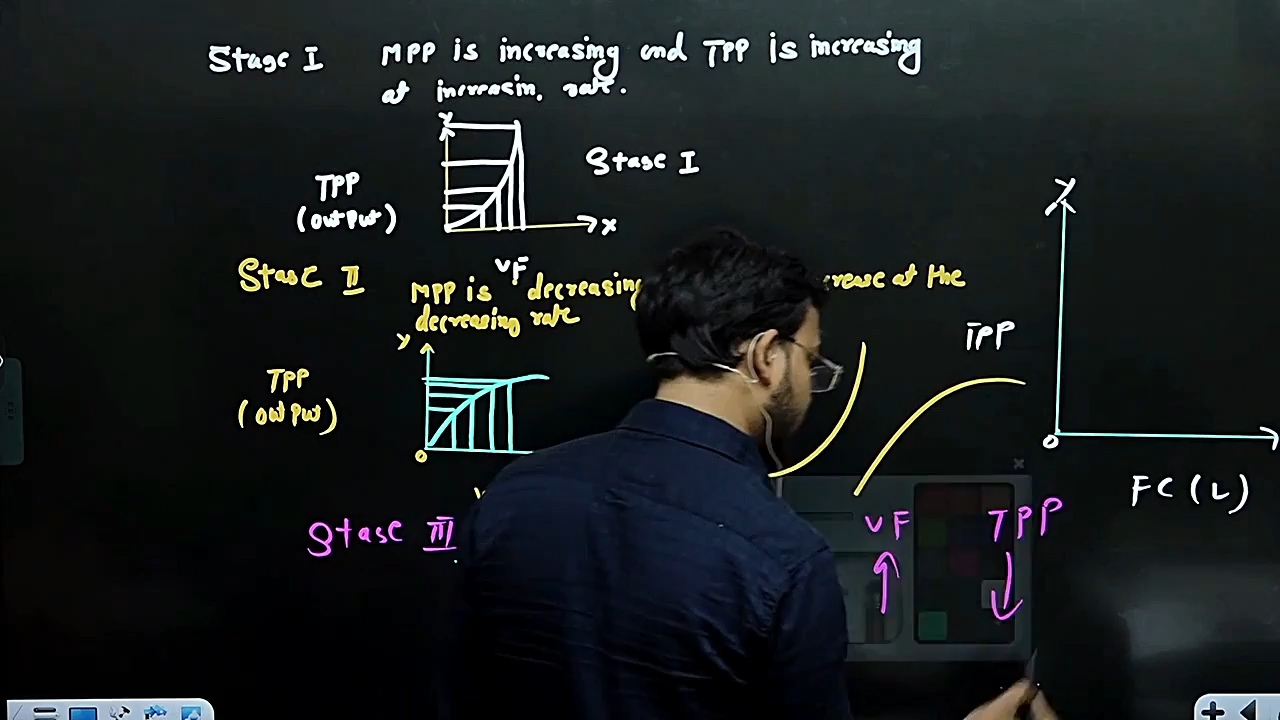 Stage I MPP is increasing and TPP is increasing
at increasin. rate.
Y
Stage I
TPP
(output)
X
VF
Stage II MPP is decreasing crease at the
decreasing rate
Y
TPP
(output)
O
TPP
Y
O
FC (L)
Stage III
VF TPP